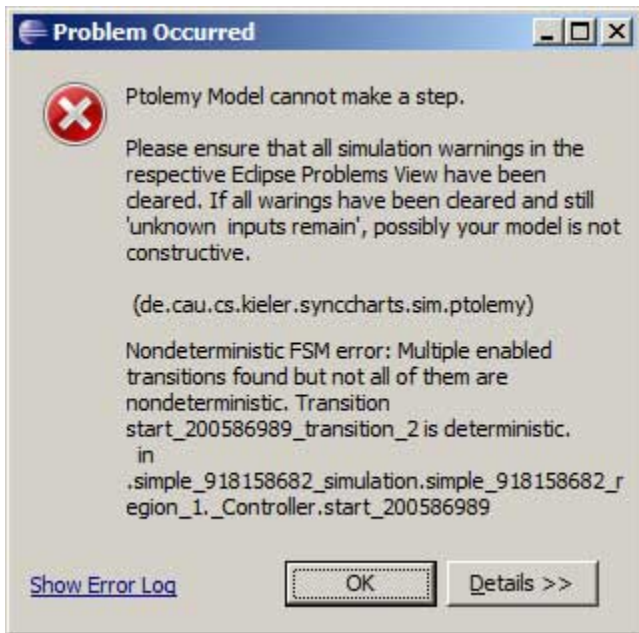 Problem Occurred
Ptolemy Model cannot make a step.
Please ensure that all simulation warnings in the
respective Eclipse Problems View have been
cleared. If all warings have been cleared and still
'unknown inputs remain', possibly your model is not
constructive.
(de.cau.cs.kieler.synccharts.sim.ptolemy)
Nondeterministic FSM error: Multiple enabled
transitions found but not all of them are
nondeterministic. Transition
start_200586989_transition_2 is deterministic.
in
.simple_918158682_simulation.simple_918158682_r
egion_1._Controller.start_200586989
Show Error Log
OK
Details >>